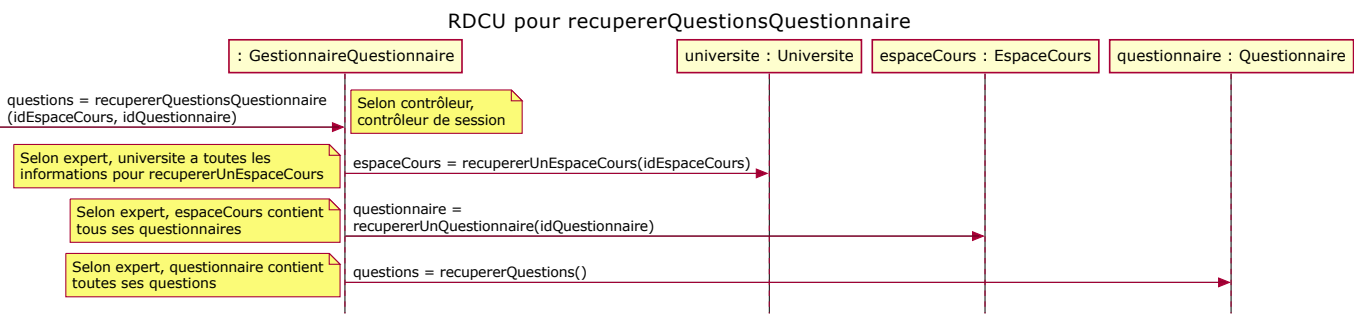 RDCU pour recupererQuestionsQuestionnaire
: GestionnaireQuestionnaire
universite : Universite
espaceCours : EspaceCours
questionnaire : Questionnaire
questions = recupererQuestionsQuestionnaire
(idEspaceCours, idQuestionnaire)
Selon contrôleur,
contrôleur de session
Selon expert, universite a toutes les
informations pour recupererUnEspaceCours
espaceCours = recupererUnEspaceCours(idEspaceCours)
Selon expert, espaceCours contient
tous ses questionnaires
questionnaire =
recupererUnQuestionnaire(idQuestionnaire)
Selon expert, questionnaire contient
toutes ses questions
questions = recupererQuestions()